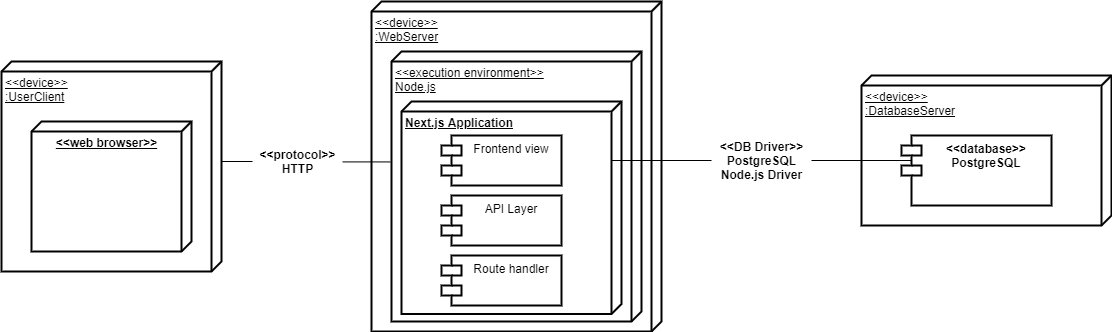 <<device>>
:UserClient
<<web browser>>
<<protocol>>
HTTP
<<device>>
:WebServer
<<execution environment>>
Node.js
Next.js Application
Frontend view
API Layer
Route handler
<<DB Driver>>
PostgreSQL
Node.js Driver
<<device>>
:DatabaseServer
<<database>>
PostgreSQL